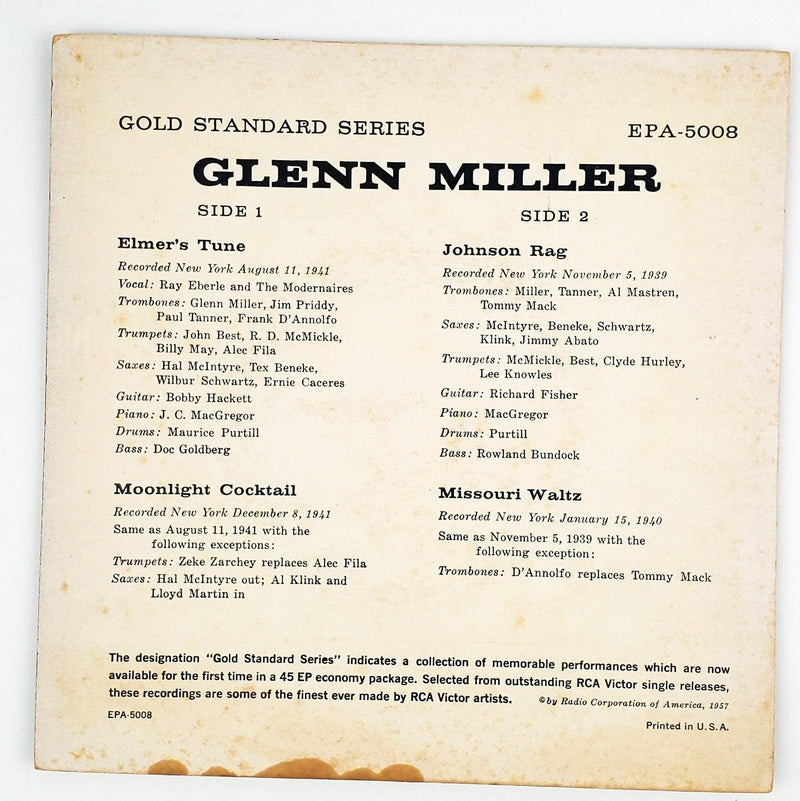 GOLD STANDARD SERIES
EPA-5008
GLENN MILLER
SIDE 1
Elmer's Tune
Recorded New York August 11, 1941
Vocal: Ray Eberle and The Modernaires
Trombones: Glenn Miller, Jim Priddy,
Paul Tanner, Frank D'Annolfo
Trumpets: John Best, R. D. McMickle,
Billy May, Alec Fila
Saxes: Hal McIntyre, Tex Beneke,
Wilbur Schwartz, Ernie Caceres
Guitar: Bobby Hackett
Piano: J. C. MacGregor
Drums: Maurice Purtill
Bass: Doc Goldberg
Moonlight Cocktail
Recorded New York December 8, 1941
Same as August 11, 1941 with the
following exceptions:
Trumpets: Zeke Zarchey replaces Alec Fila
Saxes: Hal McIntyre out; Al Klink and
Lloyd Martin in
SIDE 2
Johnson Rag
Recorded New York November 5, 1939
Trombones: Miller, Tanner, Al Mastren,
Tommy Mack
Saxes: McIntyre, Beneke, Schwartz,
Klink, Jimmy Abato
Trumpets: McMickle, Best, Clyde Hurley,
Lee Knowles
Guitar: Richard Fisher
Piano: MacGregor
Drums: Purtill
Bass: Rowland Bundock
Missouri Waltz
Recorded New York January 15, 1940
Same as November 5, 1939 with the
following exception:
Trombones: D'Annolfo replaces Tommy Mack
The designation "Gold Standard Series" indicates a collection of memorable performances which are now
available for the first time in a 45 EP economy package. Selected from outstanding RCA Victor single releases,
these recordings are some of the finest ever made by RCA Victor artists.
© by Radio Corporation of America, 1957
EPA-5008
Printed in U. S. A.